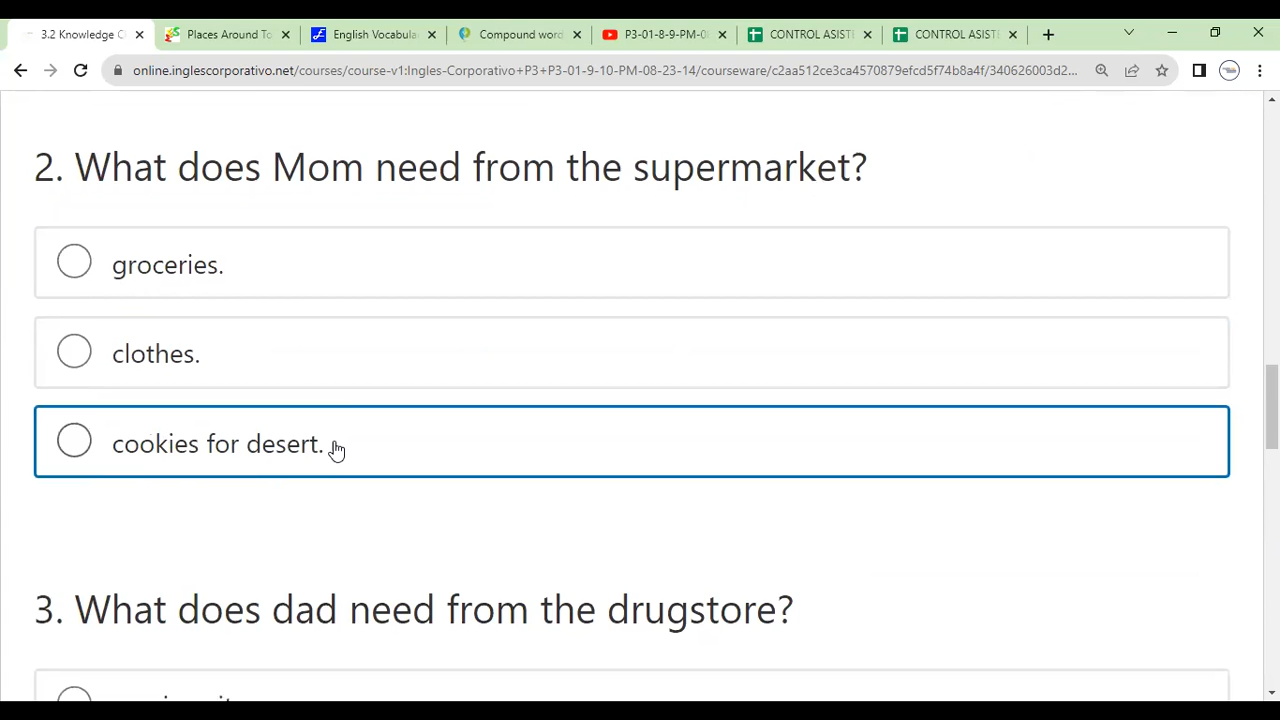 3.2 Knowledge C
Places Around To
English Vocabula
Compound word
P3-01-8-9-PM-0
CONTROL ASISTE
CONTROL ASISTE
online.inglescorporativo.net/courses/course-v1:Ingles-Corporativo+P3+P3-01-9-10-PM-08-23-14/courseware/c2aa512ce3ca4570879efcd5f74b8a4f/340626003d2...
2. What does Mom need from the supermarket?
groceries.
clothes.
cookies for desert.
3. What does dad need from the drugstore?